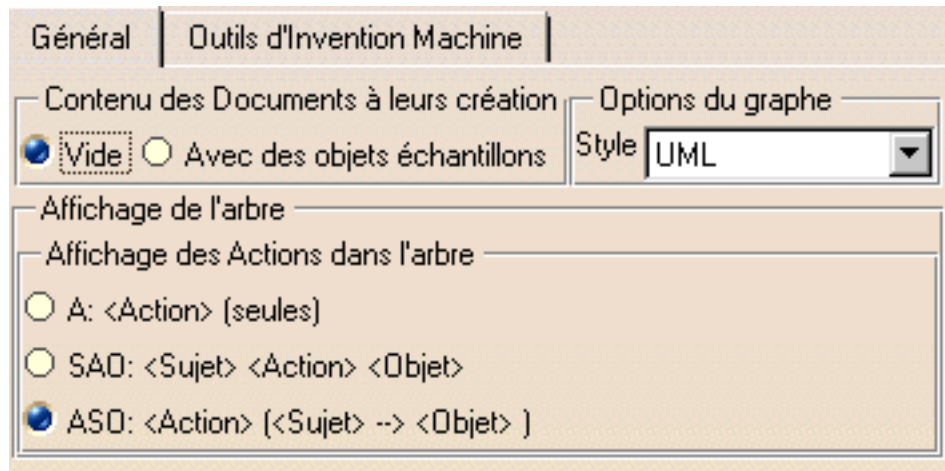 Général Outils d'Invention Machine
Contenu des Documents à leurs création Options du graphe
Vide Avec des objets échantillons Style UML
Affichage de l'arbre
Affichage des Actions dans l'arbre
A: <Action> (seules)
SAO: <Sujet> <Action> <Objet>
ASO: <Action> (<Sujet> --> <Objet> )